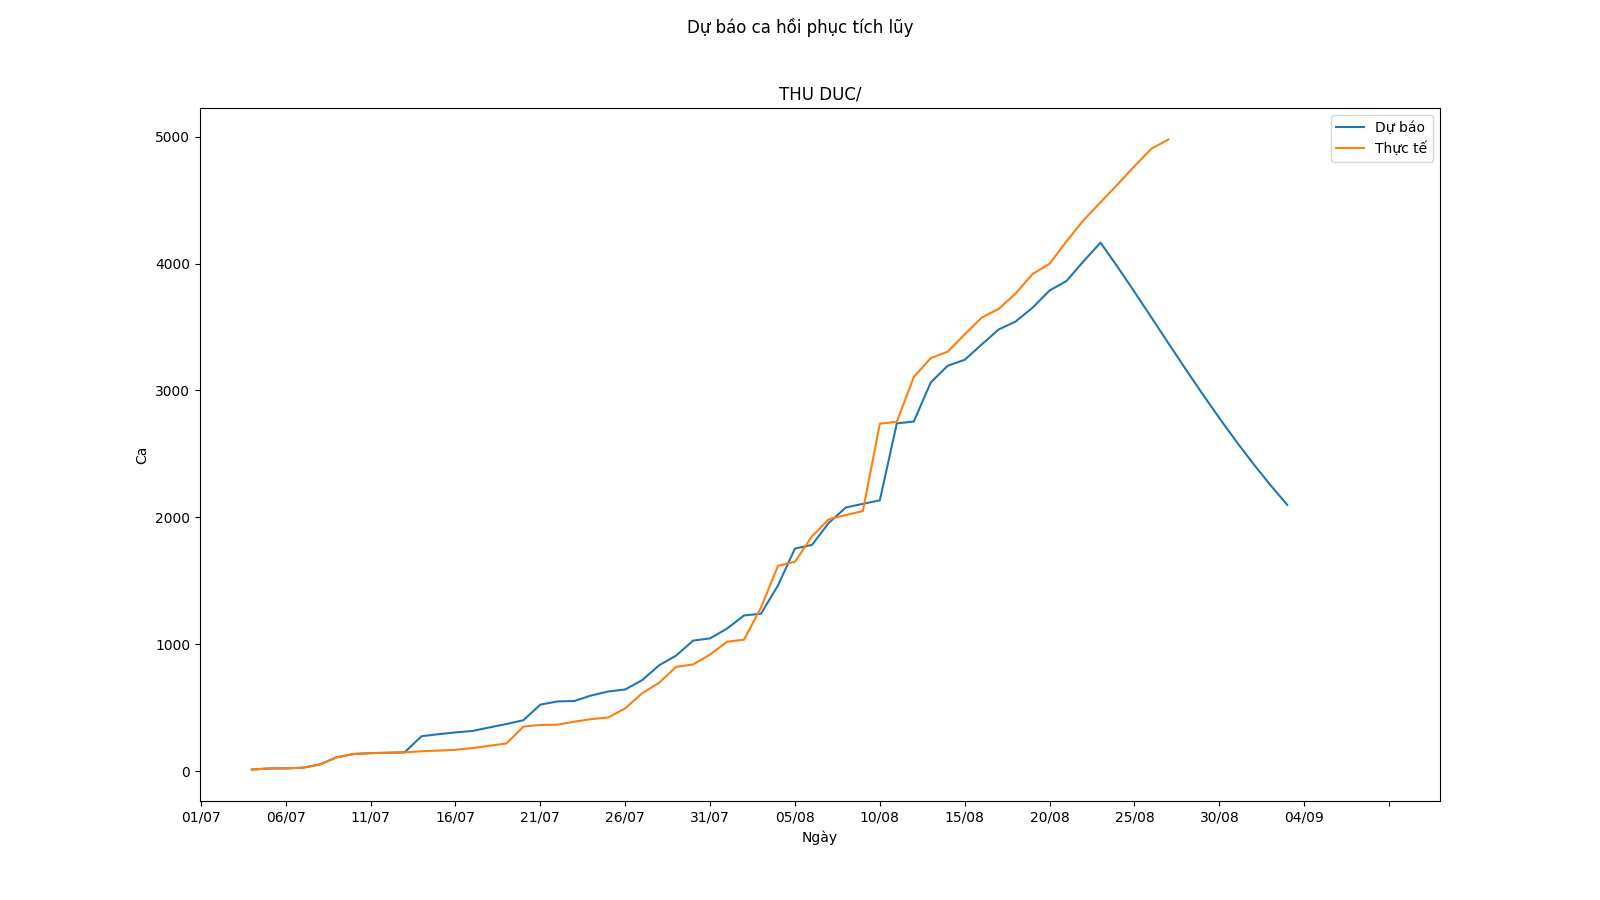 Dự báo ca hồi phục tích lũy
THU DUC/
Dự báo
Thực tế
5000
4000
3000
2000
1000
0
Ca
01/07 06/07 11/07 16/07 21/07 26/07 31/07 05/08 10/08 15/08 20/08 25/08 30/08 04/09
Ngày